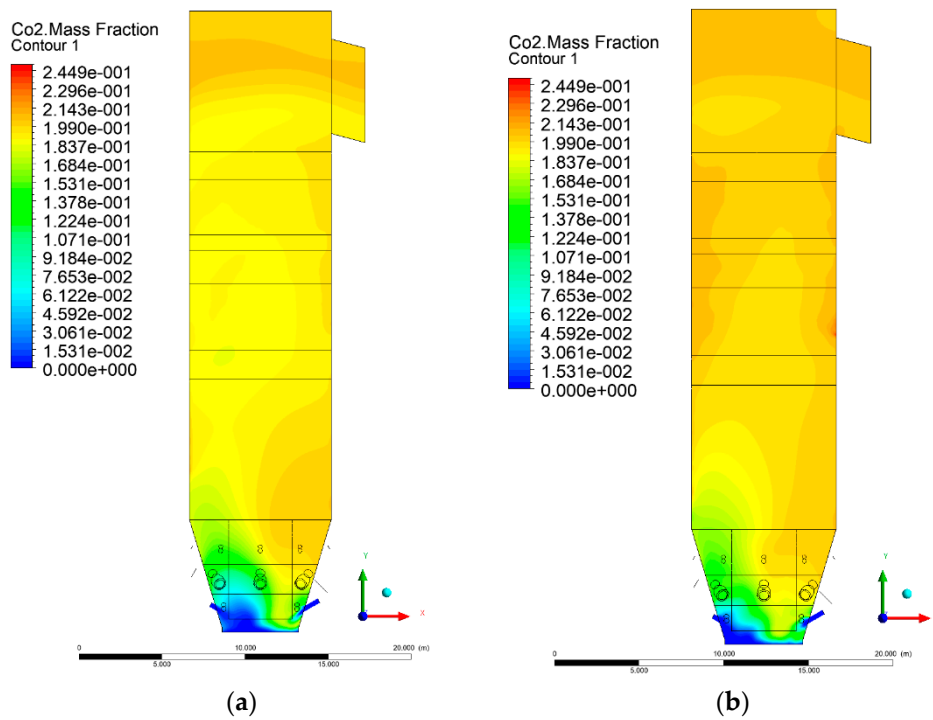 Co2.Mass Fraction
Contour 1
2.449e-001
2.296e-001
2.143e-001
1.990e-001
1.837e-001
1.684e-001
1.531e-001
1.378e-001
1.224e-001
1.071e-001
9.184e-002
7.653e-002
6.122e-002
4.592e-002
3.061e-002
1.531e-002
0.000e+000
Y
X
0
10.000
20.000 (m)
5.000
15.000
(a)
Co2.Mass Fraction
Contour 1
2.449e-001
2.296e-001
2.143e-001
1.990e-001
1.837e-001
1.684e-001
1.531e-001
1.378e-001
1.224e-001
1.071e-001
9.184e-002
7.653e-002
6.122e-002
4.592e-002
3.061e-002
1.531e-002
0.000e+000
Y
X
0
10.000
20.000 (m)
5.000
15.000
(b)